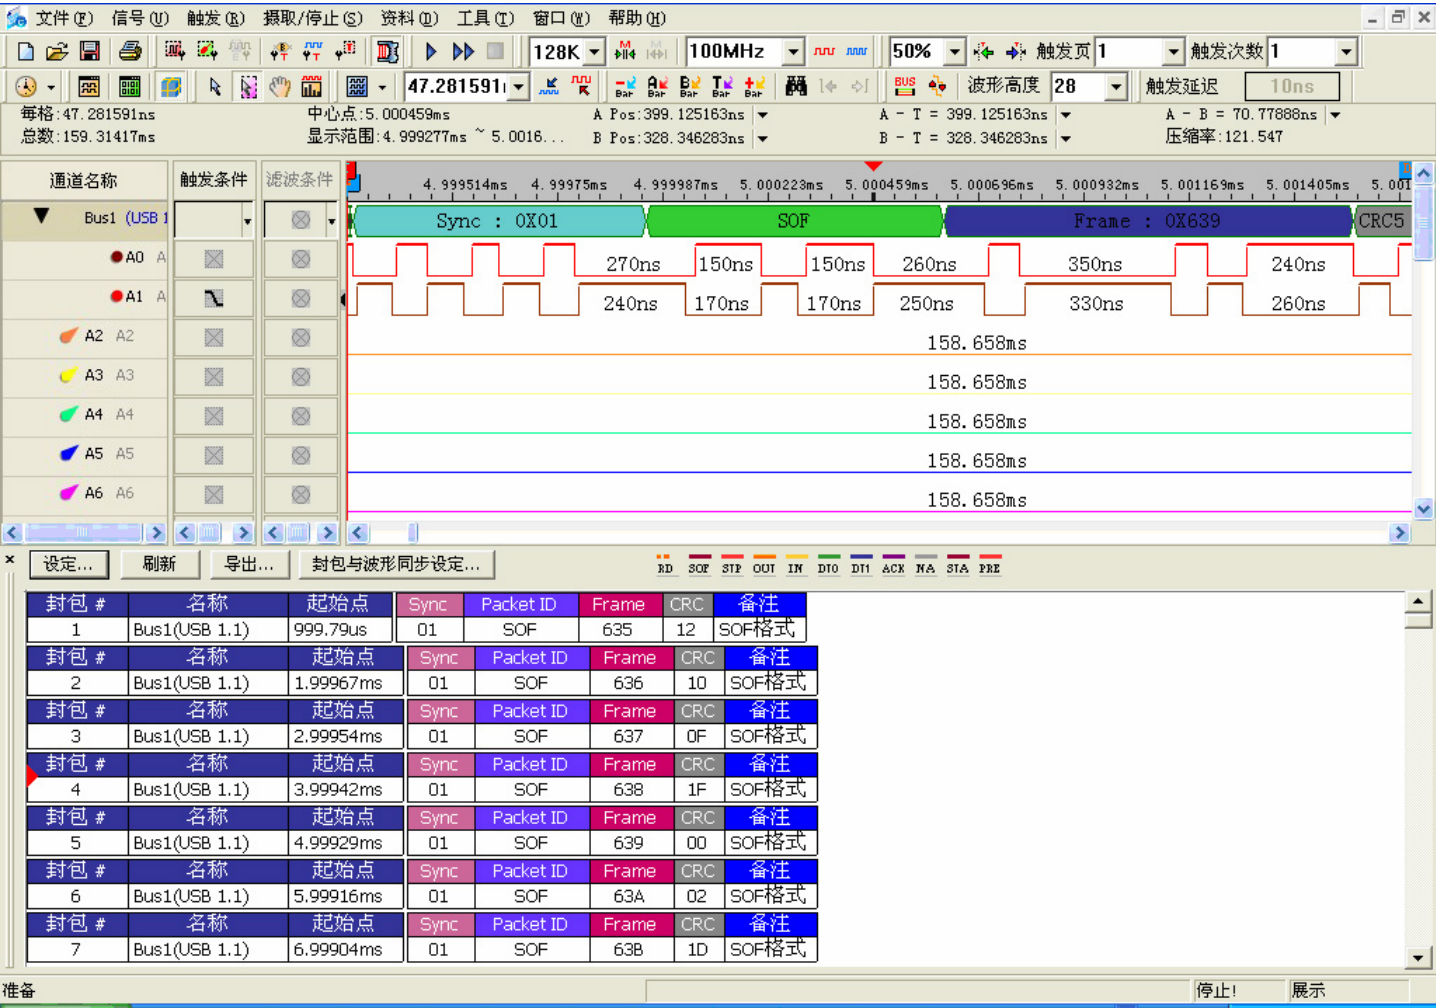 文件(F) 信号(U) 触发(R) 摄取/停止(S) 资料(D) 工具(T) 窗口(W) 帮助(H)
128K 100MHz 50% 触发页 1 触发次数 1
47.281591 Bar Bar Bar Bar Bar BUS 波形高度 28 触发延迟 10ns
每格:47.281591ns 中心点:5.000459ms A Pos:399.125163ns A - T = 399.125163ns A - B = 70.77888ns
总数:159.31417ms 显示范围:4.999277ms ~ 5.0016... B Pos:328.346283ns B - T = 328.346283ns 压缩率:121.547
通道名称 触发条件 滤波条件 4.999514ms 4.99975ms 4.999987ms 5.000223ms 5.000459ms 5.000696ms 5.000932ms 5.001169ms 5.001405ms 5.001
Bus1 (USB 1 Sync : 0X01 SOF Frame : 0X639 CRC5
A0 A 270ns 150ns 150ns 260ns 350ns 240ns
A1 A 240ns 170ns 170ns 250ns 330ns 260ns
A2 A2 158.658ms
A3 A3 158.658ms
A4 A4 158.658ms
A5 A5 158.658ms
A6 A6 158.658ms
设定... 刷新 导出... 封包与波形同步设定... RD SOF STP OUT IN DT0 DT1 ACK NA STA PRE
封包 # 名称 起始点 Sync Packet ID Frame CRC 备注
1 Bus1(USB 1.1) 999.79us 01 SOF 635 12 SOF格式
封包 # 名称 起始点 Sync Packet ID Frame CRC 备注
2 Bus1(USB 1.1) 1.99967ms 01 SOF 636 10 SOF格式
封包 # 名称 起始点 Sync Packet ID Frame CRC 备注
3 Bus1(USB 1.1) 2.99954ms 01 SOF 637 0F SOF格式
封包 # 名称 起始点 Sync Packet ID Frame CRC 备注
4 Bus1(USB 1.1) 3.99942ms 01 SOF 638 1F SOF格式
封包 # 名称 起始点 Sync Packet ID Frame CRC 备注
5 Bus1(USB 1.1) 4.99929ms 01 SOF 639 00 SOF格式
封包 # 名称 起始点 Sync Packet ID Frame CRC 备注
6 Bus1(USB 1.1) 5.99916ms 01 SOF 63A 02 SOF格式
封包 # 名称 起始点 Sync Packet ID Frame CRC 备注
7 Bus1(USB 1.1) 6.99904ms 01 SOF 63B 1D SOF格式
准备 停止! 展示